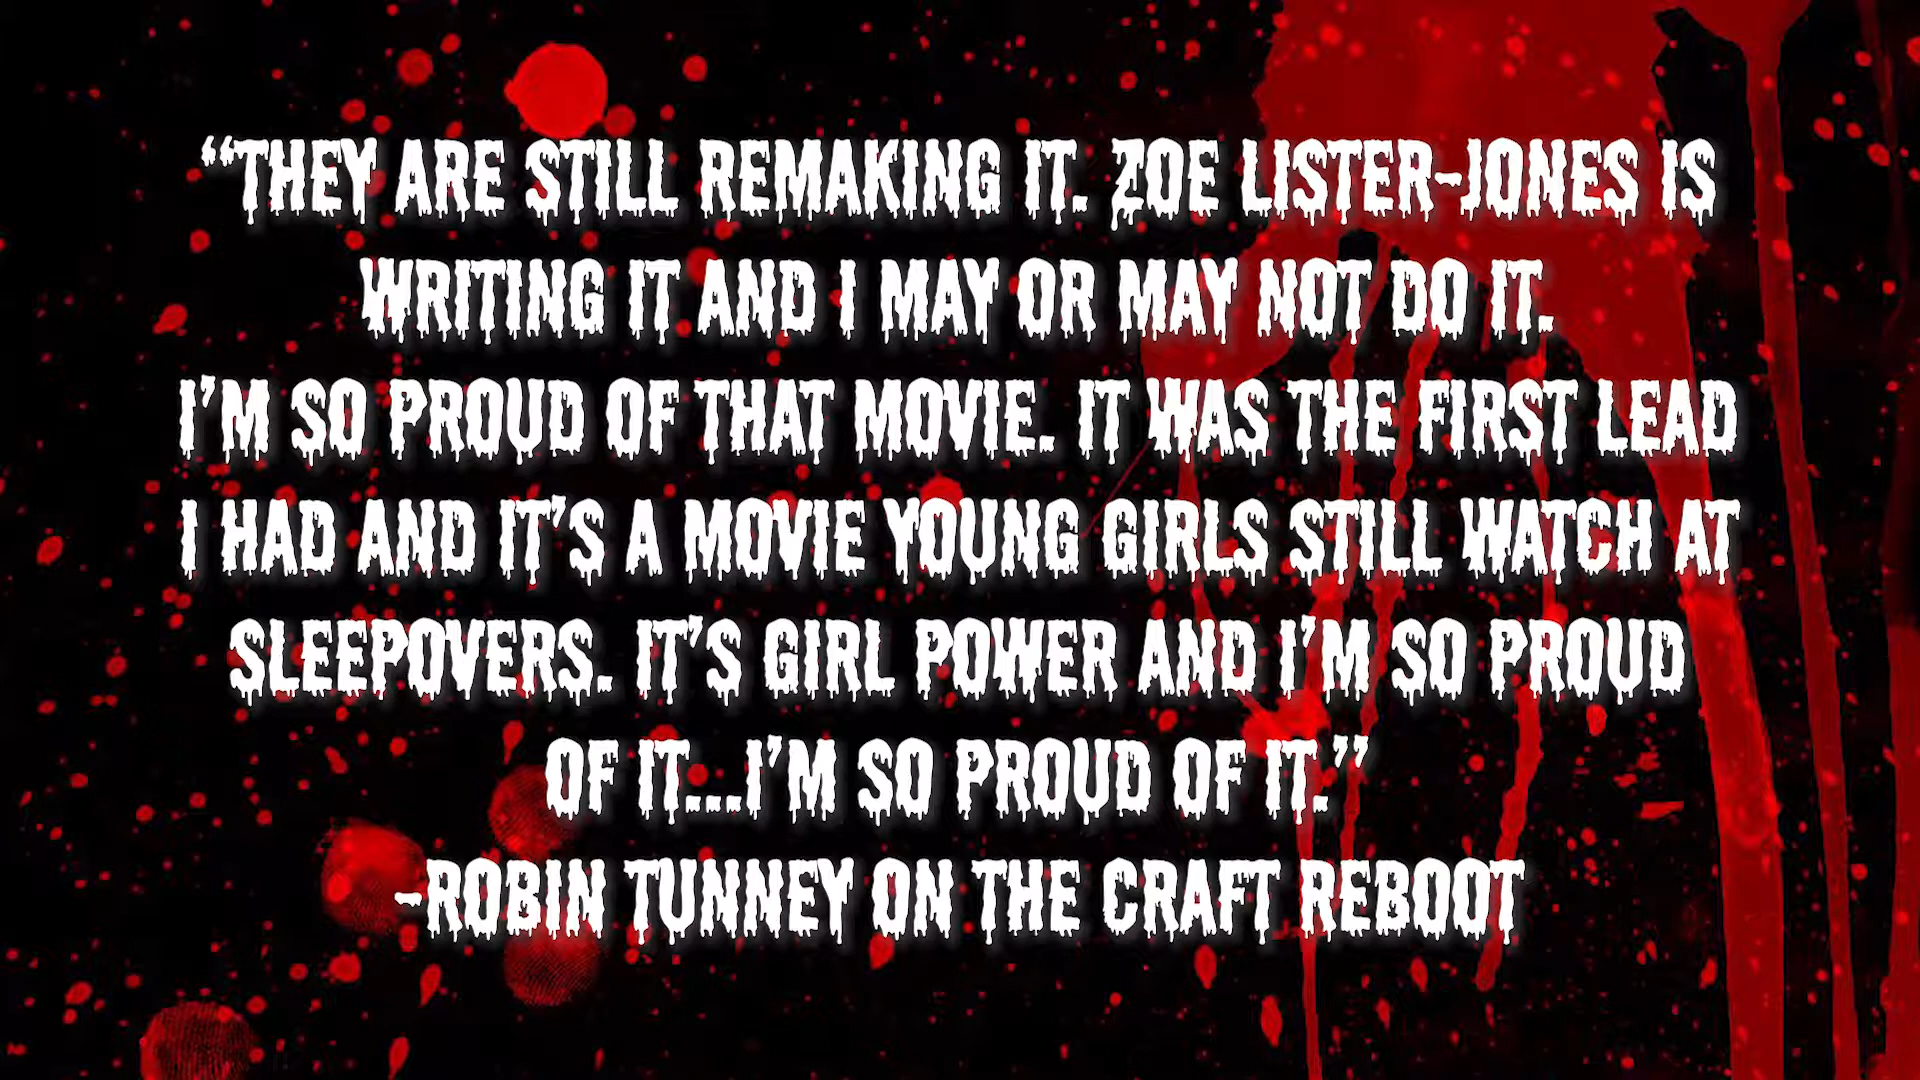 “THEY ARE STILL REMAKING IT. ZOE LISTER-JONES IS
WRITING IT AND I MAY OR MAY NOT DO IT.
I’M SO PROUD OF THAT MOVIE. IT WAS THE FIRST LEAD
I HAD AND IT’S A MOVIE YOUNG GIRLS STILL WATCH AT
SLEEPOVERS. IT’S GIRL POWER AND I’M SO PROUD
OF IT...I’M SO PROUD OF IT.”
-ROBIN TUNNEY ON THE CRAFT REBOOT